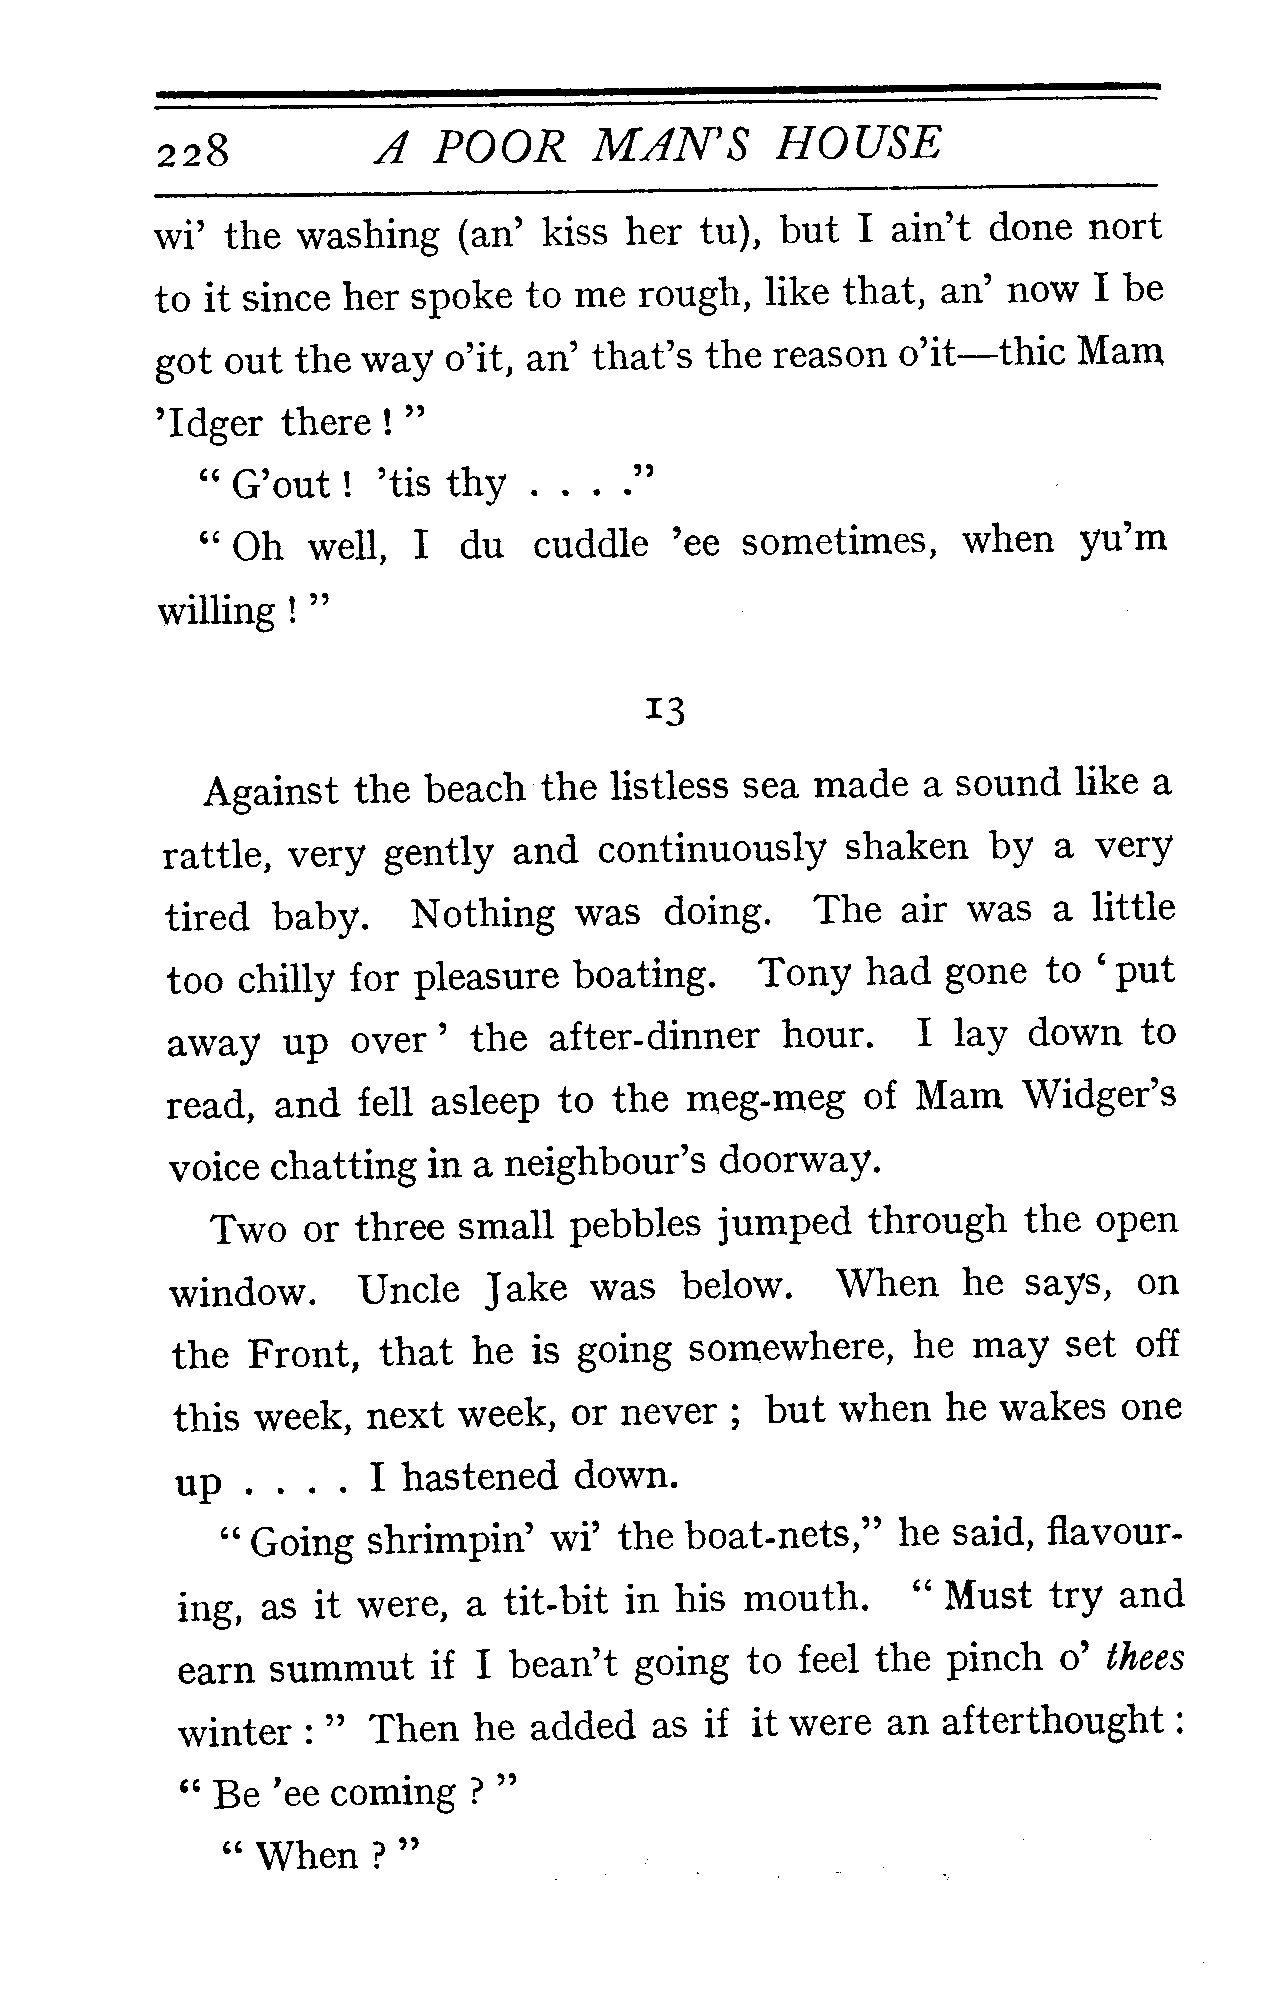 228 A POOR MAN'S HOUSE
wi' the washing (an' kiss her tu), but I ain't done nort
to it since her spoke to me rough, like that, an' now I be
got out the way o'it, an' that's the reason o'it—thic Mam
'Idger there ! "
" G'out ! 'tis thy . . . ."
" Oh well, I du cuddle 'ee sometimes, when yu'm
willing ! "
13
Against the beach the listless sea made a sound like a
rattle, very gently and continuously shaken by a very
tired baby. Nothing was doing. The air was a little
too chilly for pleasure boating. Tony had gone to ' put
away up over ' the after-dinner hour. I lay down to
read, and fell asleep to the meg-meg of Mam Widger's
voice chatting in a neighbour's doorway.
Two or three small pebbles jumped through the open
window. Uncle Jake was below. When he says, on
the Front, that he is going somewhere, he may set off
this week, next week, or never ; but when he wakes one
up . . . . I hastened down.
" Going shrimpin' wi' the boat-nets," he said, flavour-
ing, as it were, a tit-bit in his mouth. " Must try and
earn summut if I bean't going to feel the pinch o' thees
winter : " Then he added as if it were an afterthought :
" Be 'ee coming ? "
" When ? "